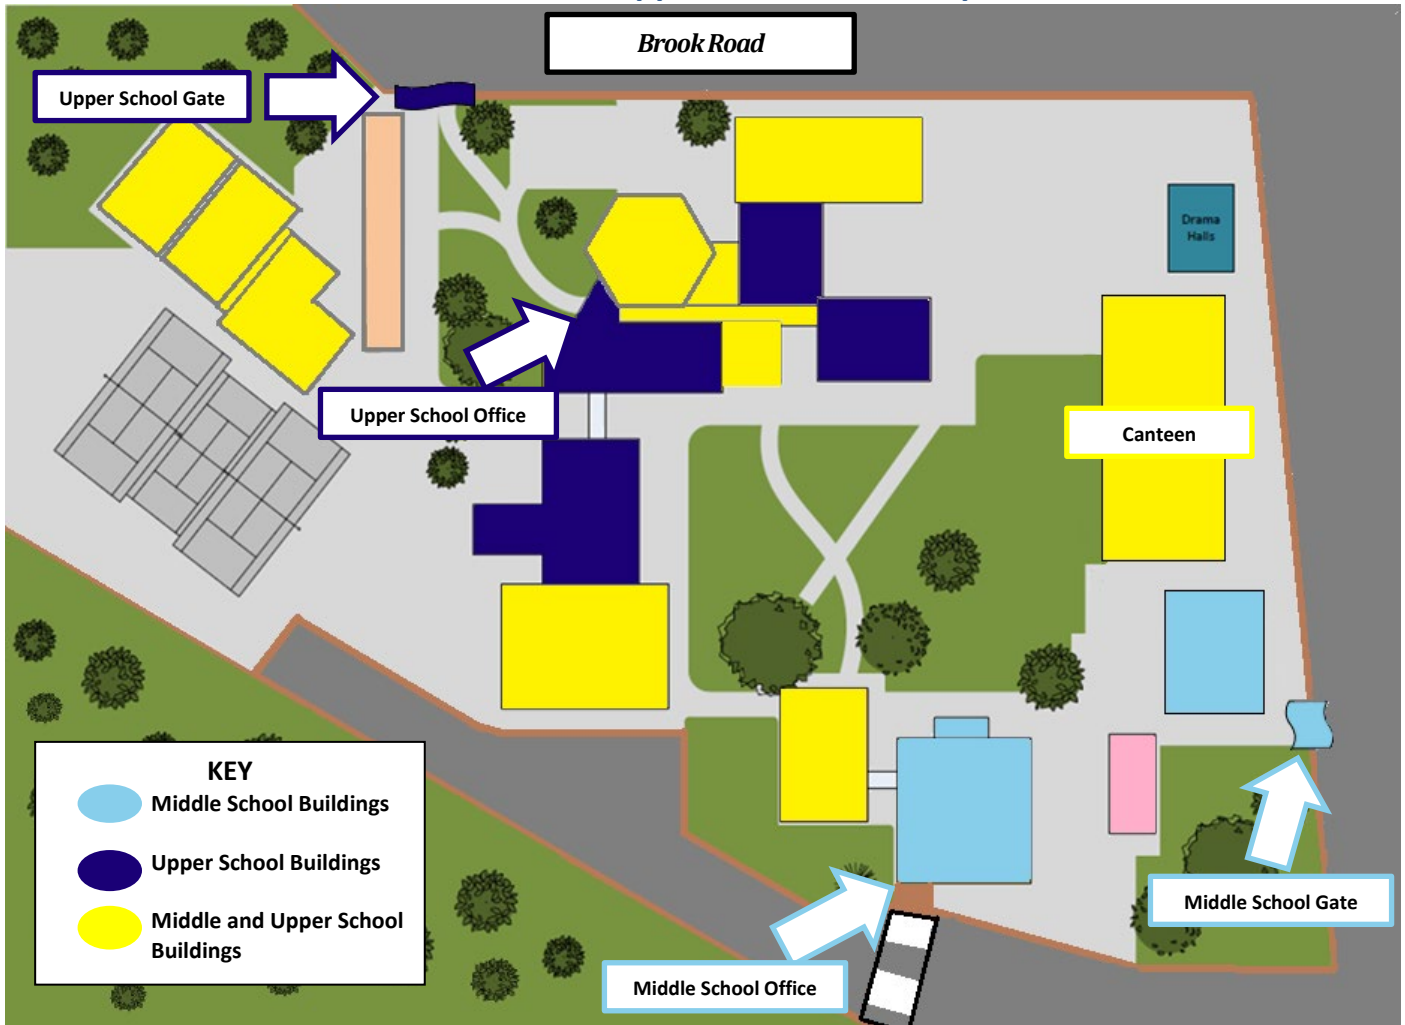 Brook Road
Upper School Gate
Drama
Halls
Upper School Office
Canteen
KEY
Middle School Buildings
Upper School Buildings
Middle and Upper School
Buildings
Middle School Gate
Middle School Office